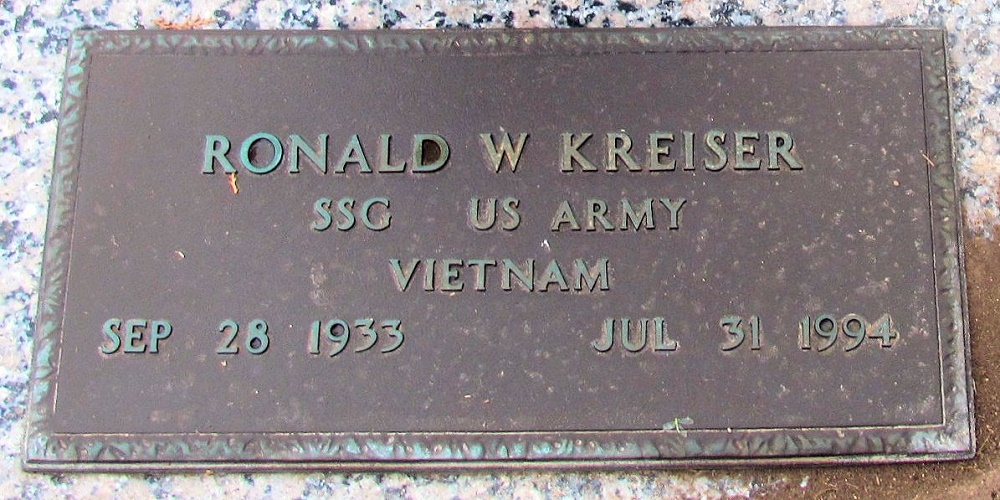 RONALD W KREISER
SSG US ARMY
VIETNAM
SEP 28 1933 JUL 31 1994